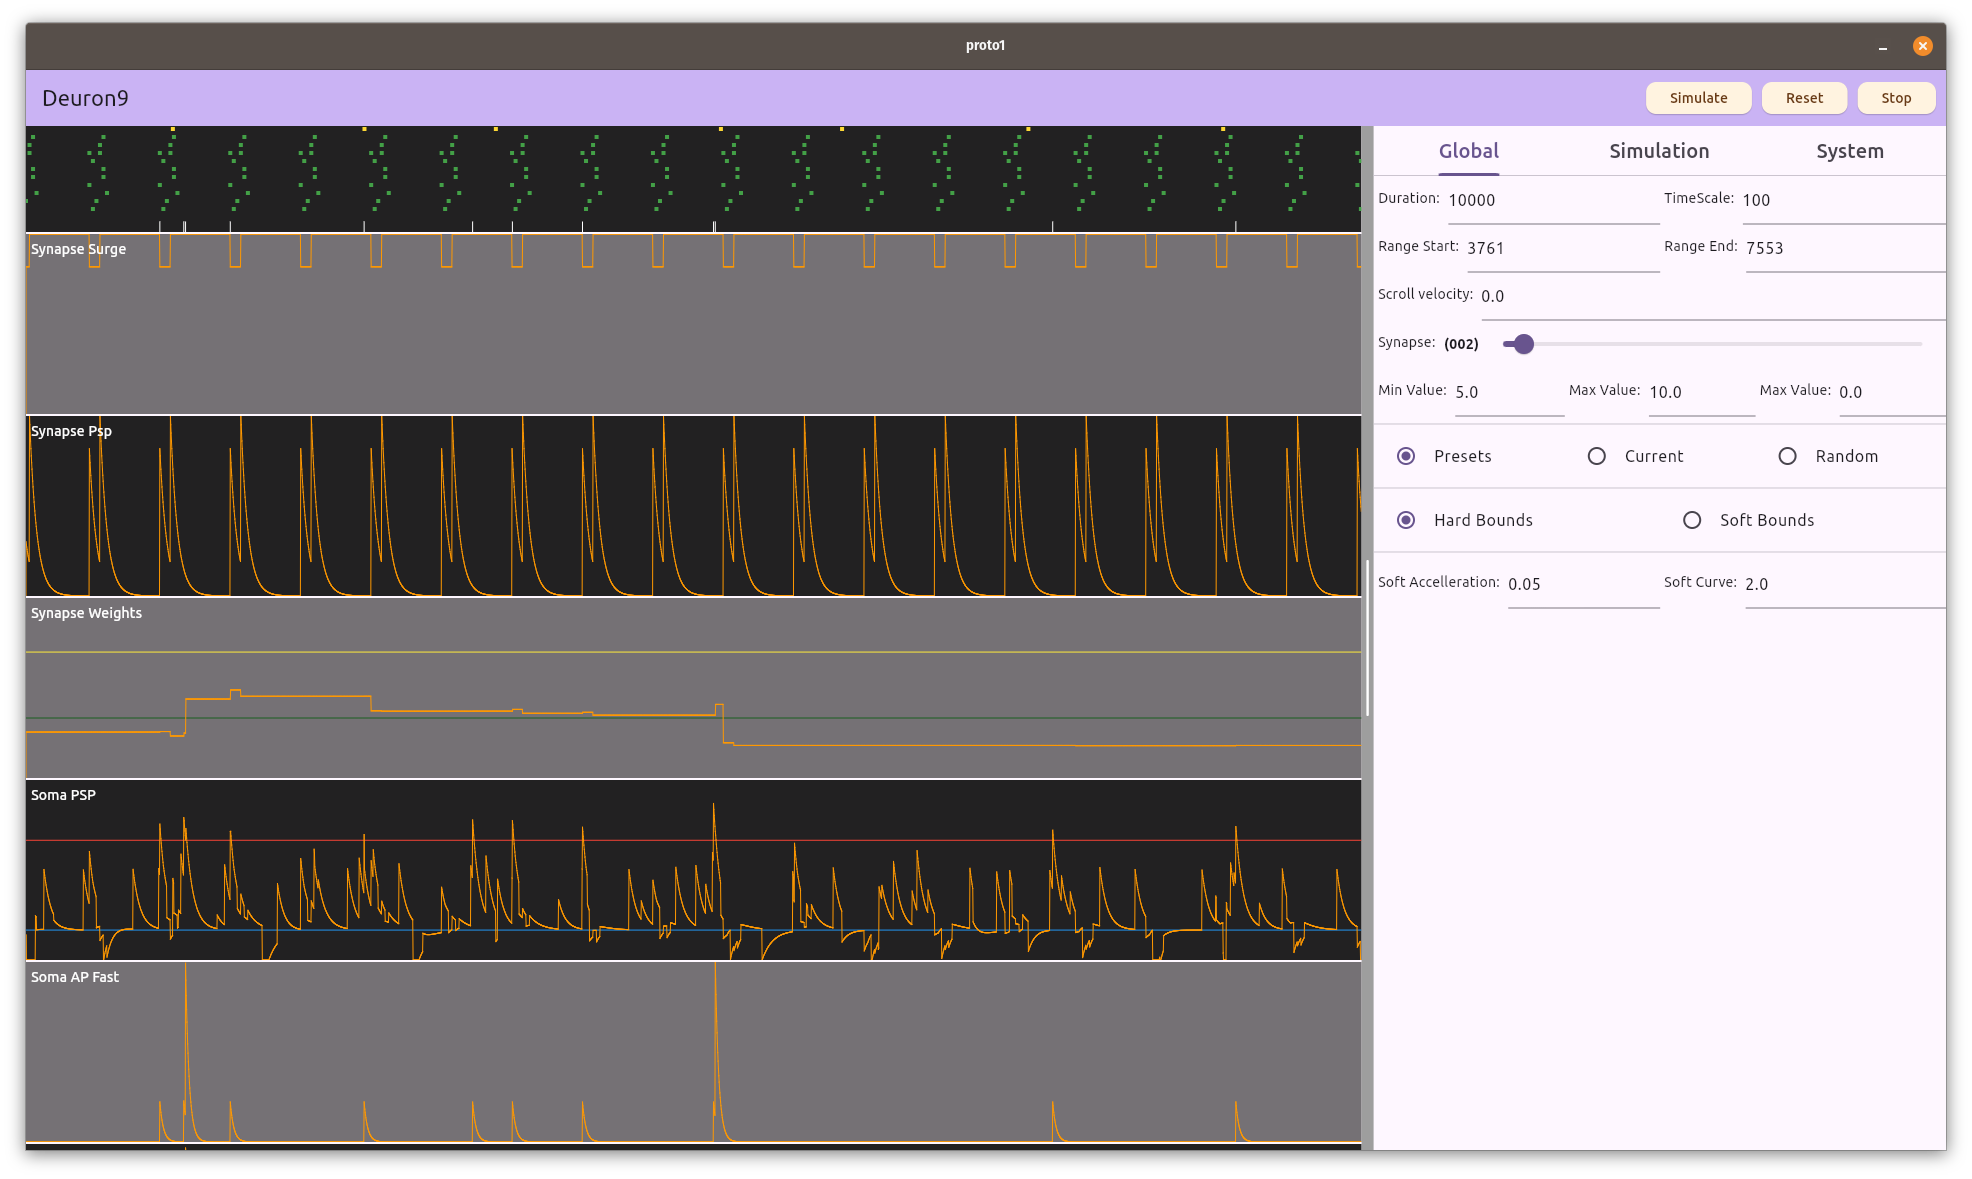 proto1
Deuron9
Simulate Reset Stop
Global Simulation System
Duration: 10000 TimeScale: 100
Range Start: 3761 Range End: 7553
Scroll velocity: 0.0
Synapse: (002)
Min Value: 5.0 Max Value: 10.0 Max Value: 0.0
Presets Current Random
Hard Bounds Soft Bounds
Soft Accelleration: 0.05 Soft Curve: 2.0
Synapse Surge
Synapse Psp
Synapse Weights
Soma PSP
Soma AP Fast